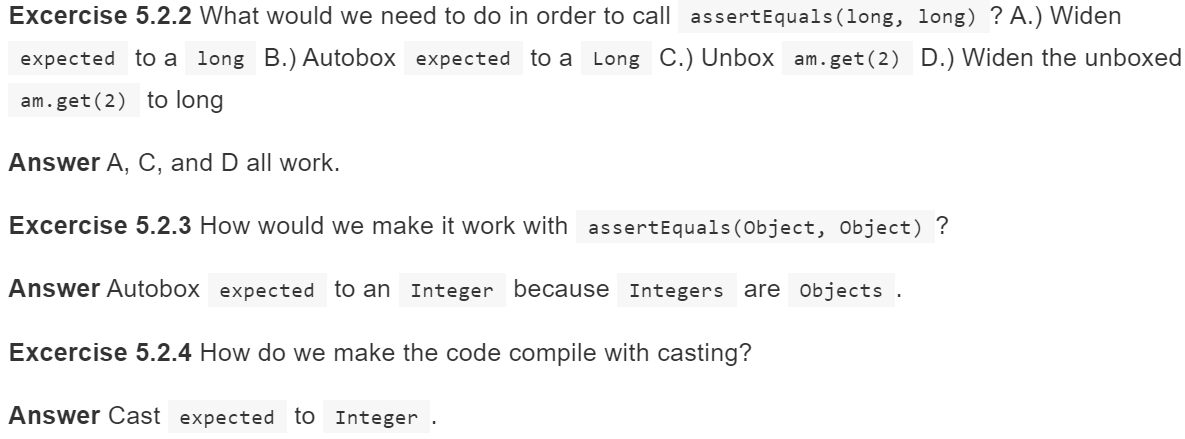 Excercise 5.2.2 What would we need to do in order to call assertEquals(long, long) ? A.) Widen
expected to a long B.) Autobox expected to a Long C.) Unbox am.get(2) D.) Widen the unboxed
am.get(2) to long
Answer A, C, and D all work.
Excercise 5.2.3 How would we make it work with assertEquals(Object, Object) ?
Answer Autobox expected to an Integer because Integers are Objects .
Excercise 5.2.4 How do we make the code compile with casting?
Answer Cast expected to Integer .